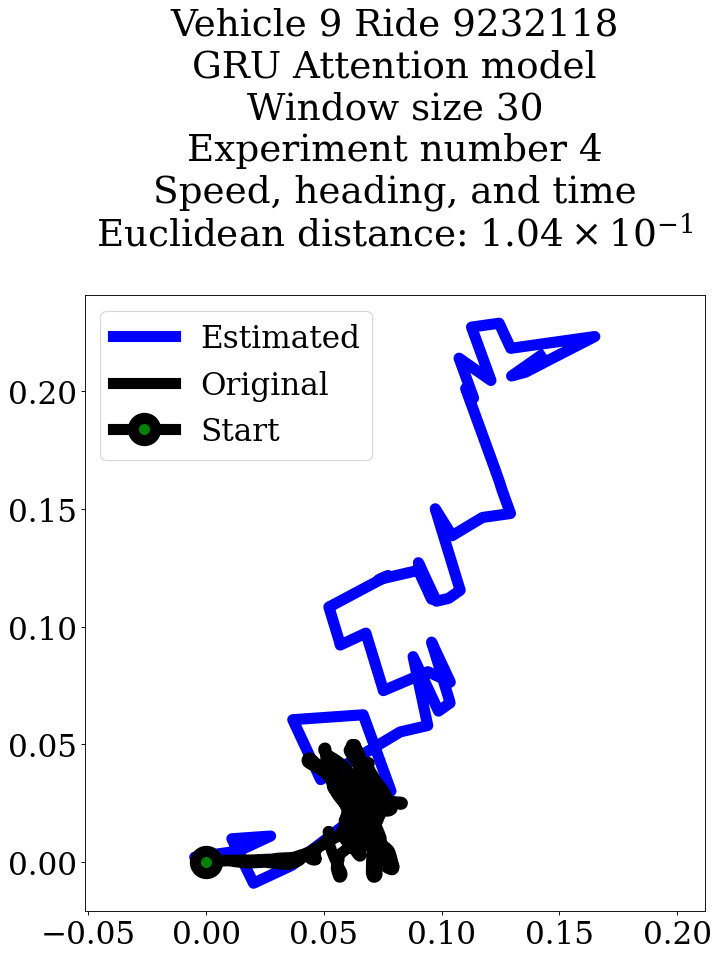 Vehicle 9 Ride 9232118
GRU Attention model
Window size 30
Experiment number 4
Speed, heading, and time
Euclidean distance: 1.04 × 10⁻¹
Estimated
Original
Start
0.20
0.15
0.10
0.05
0.00
−0.05 0.00 0.05 0.10 0.15 0.20